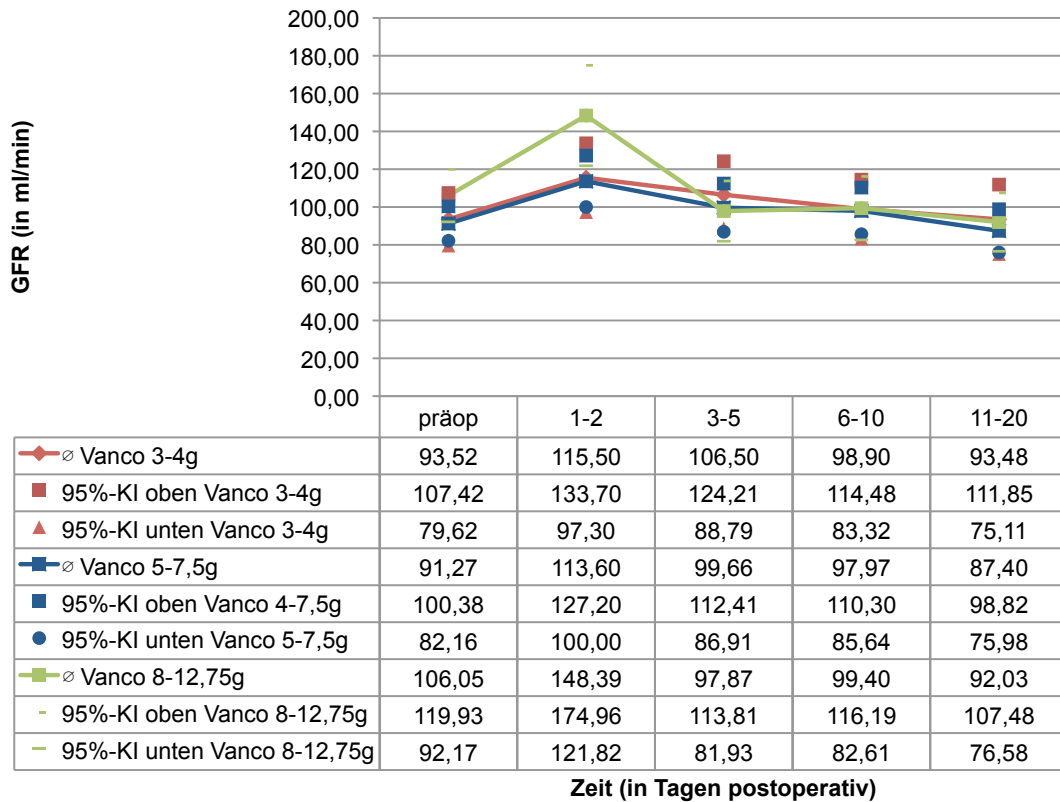 200,00
180,00
160,00
140,00
120,00
100,00
80,00
60,00
40,00
20,00
0,00
GFR (in ml/min)
präop 1-2 3-5 6-10 11-20
⌀ Vanco 3-4g 93,52 115,50 106,50 98,90 93,48
95%-KI oben Vanco 3-4g 107,42 133,70 124,21 114,48 111,85
95%-KI unten Vanco 3-4g 79,62 97,30 88,79 83,32 75,11
⌀ Vanco 5-7,5g 91,27 113,60 99,66 97,97 87,40
95%-KI oben Vanco 4-7,5g 100,38 127,20 112,41 110,30 98,82
95%-KI unten Vanco 5-7,5g 82,16 100,00 86,91 85,64 75,98
⌀ Vanco 8-12,75g 106,05 148,39 97,87 99,40 92,03
95%-KI oben Vanco 8-12,75g 119,93 174,96 113,81 116,19 107,48
95%-KI unten Vanco 8-12,75g 92,17 121,82 81,93 82,61 76,58
Zeit (in Tagen postoperativ)